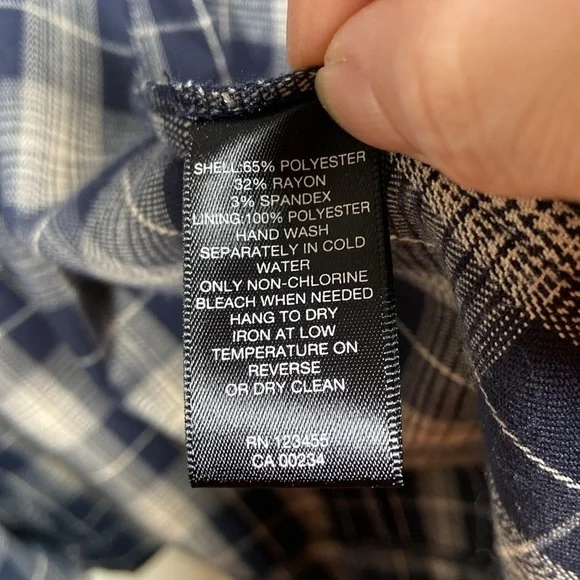 SHELL:65% POLYESTER
32% RAYON
3% SPANDEX
LINING:100% POLYESTER
HAND WASH
SEPARATELY IN COLD
WATER
ONLY NON-CHLORINE
BLEACH WHEN NEEDED
HANG TO DRY
IRON AT LOW
TEMPERATURE ON
REVERSE
OR DRY CLEAN
RN 123455
CA 00234